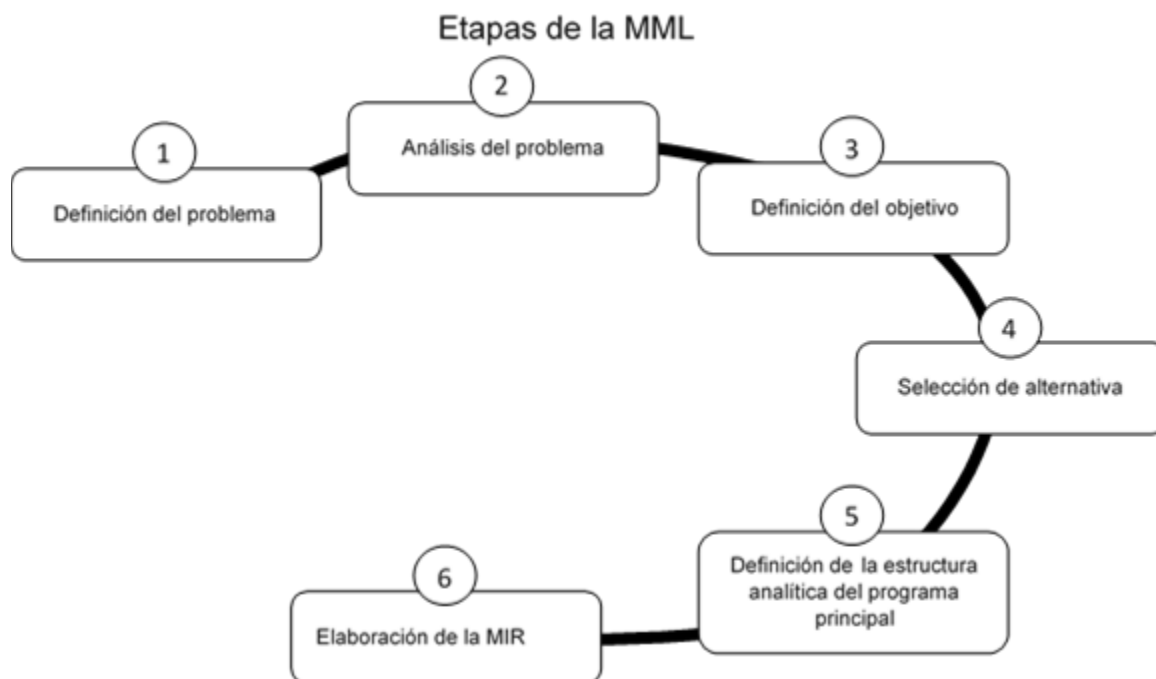 Etapas de la MML
1
Definición del problema
2
Análisis del problema
3
Definición del objetivo
4
Selección de alternativa
5
Definición de la estructura
analítica del programa
principal
6
Elaboración de la MIR